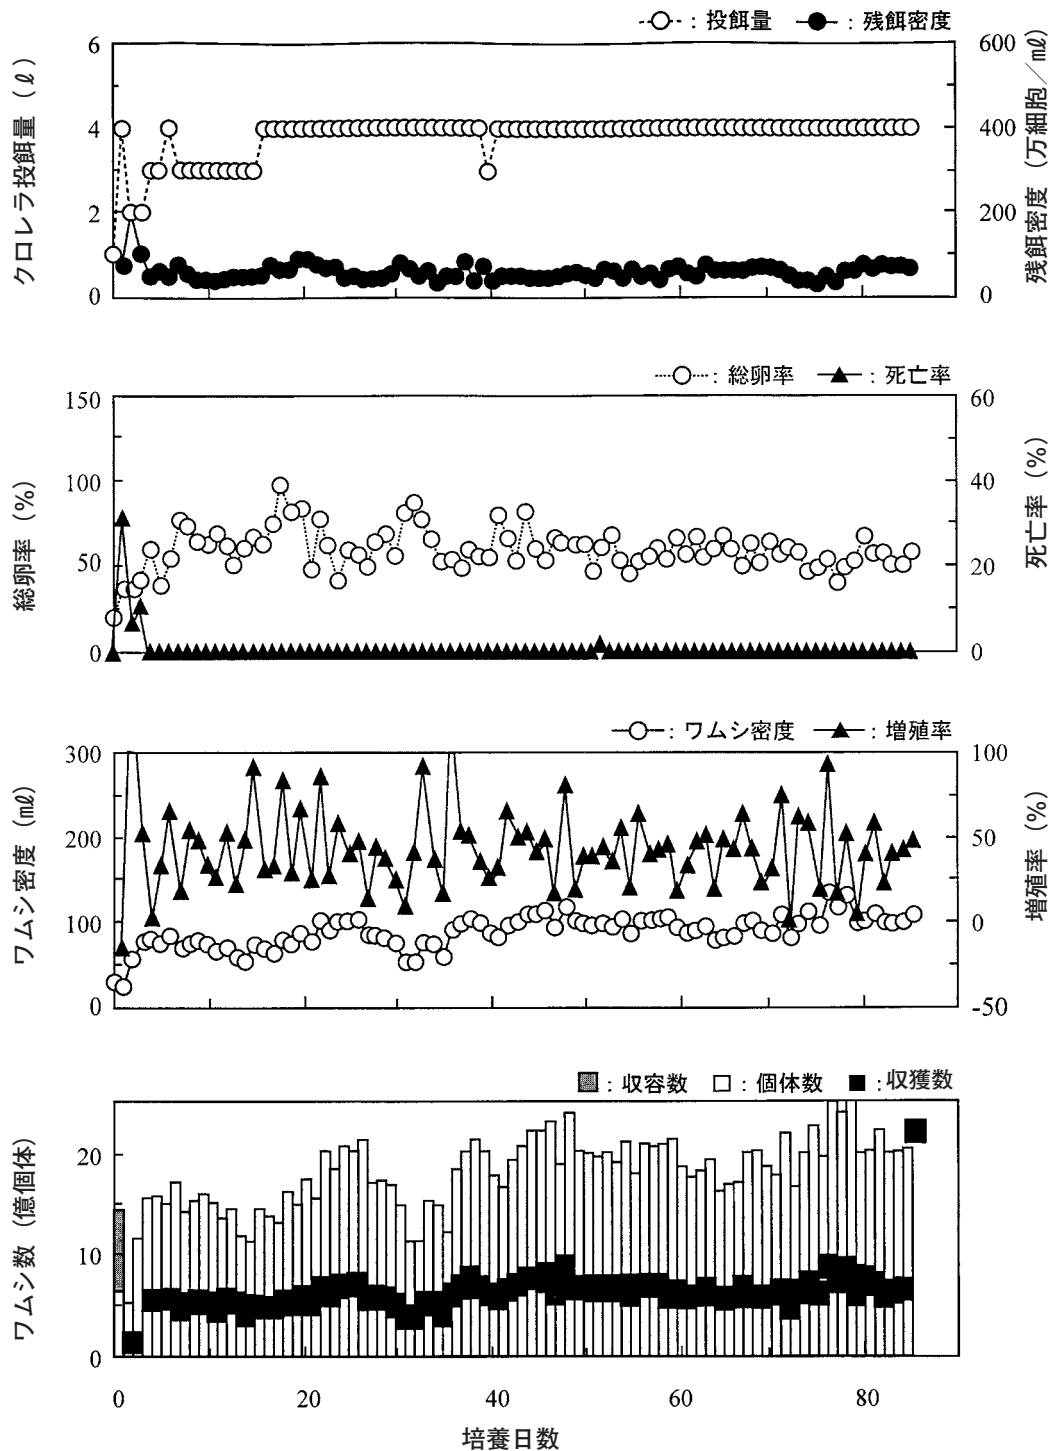 ：投餌量 ：残餌密度
クロレラ投餌量（ℓ）
6
4
2
0
600
400
200
0
残餌密度（万細胞／㎖）
：総卵率 ：死亡率
総卵率（%）
150
100
50
0
60
40
20
0
死亡率（%）
：ワムシ密度 ：増殖率
ワムシ密度（㎖）
300
200
100
0
100
50
0
-50
増殖率（%）
：収容数 ：個体数 ：収獲数
ワムシ数（億個体）
20
10
0
0 20 40 60 80
培養日数